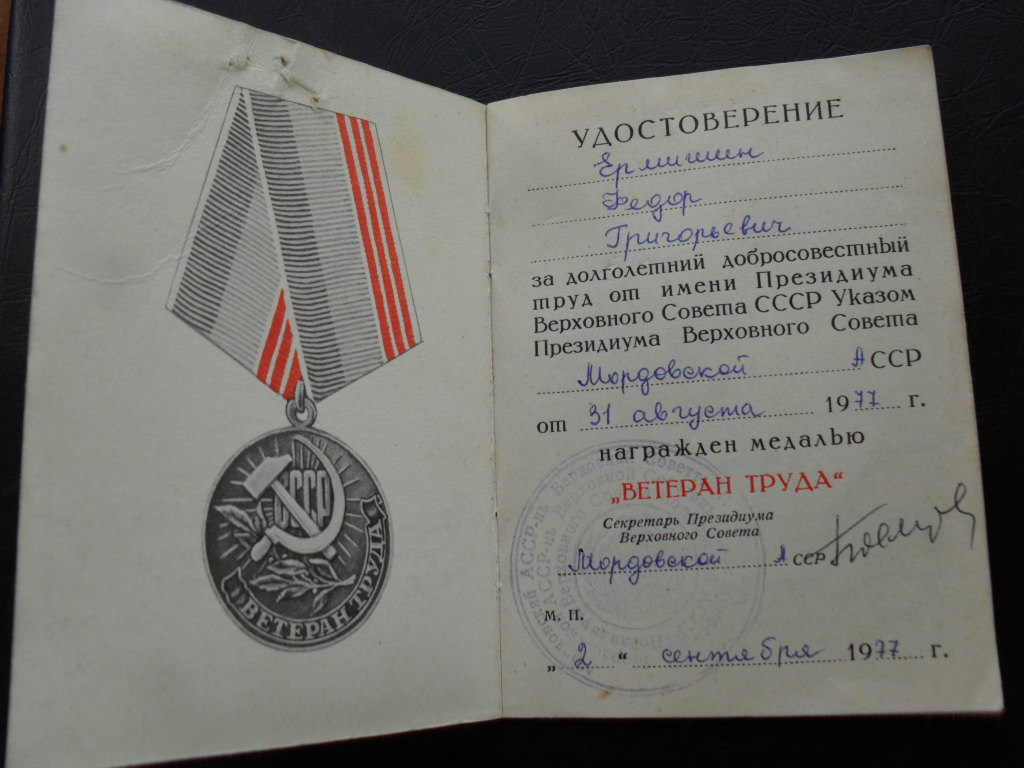 СССР
ВЕТЕРАН ТРУДА
УДОСТОВЕРЕНИЕ
Ермишин
Федор
Григорьевич
за долголетний добросовестный
труд от имени Президиума
Верховного Совета СССР Указом
Президиума Верховного Совета
Мордовской АССР
от 31 августа 1977 г.
награжден медалью
„ВЕТЕРАН ТРУДА“
Секретарь Президиума
Верховного Совета
Мордовской АССР
М. П.
„2“ сентября 1977 г.